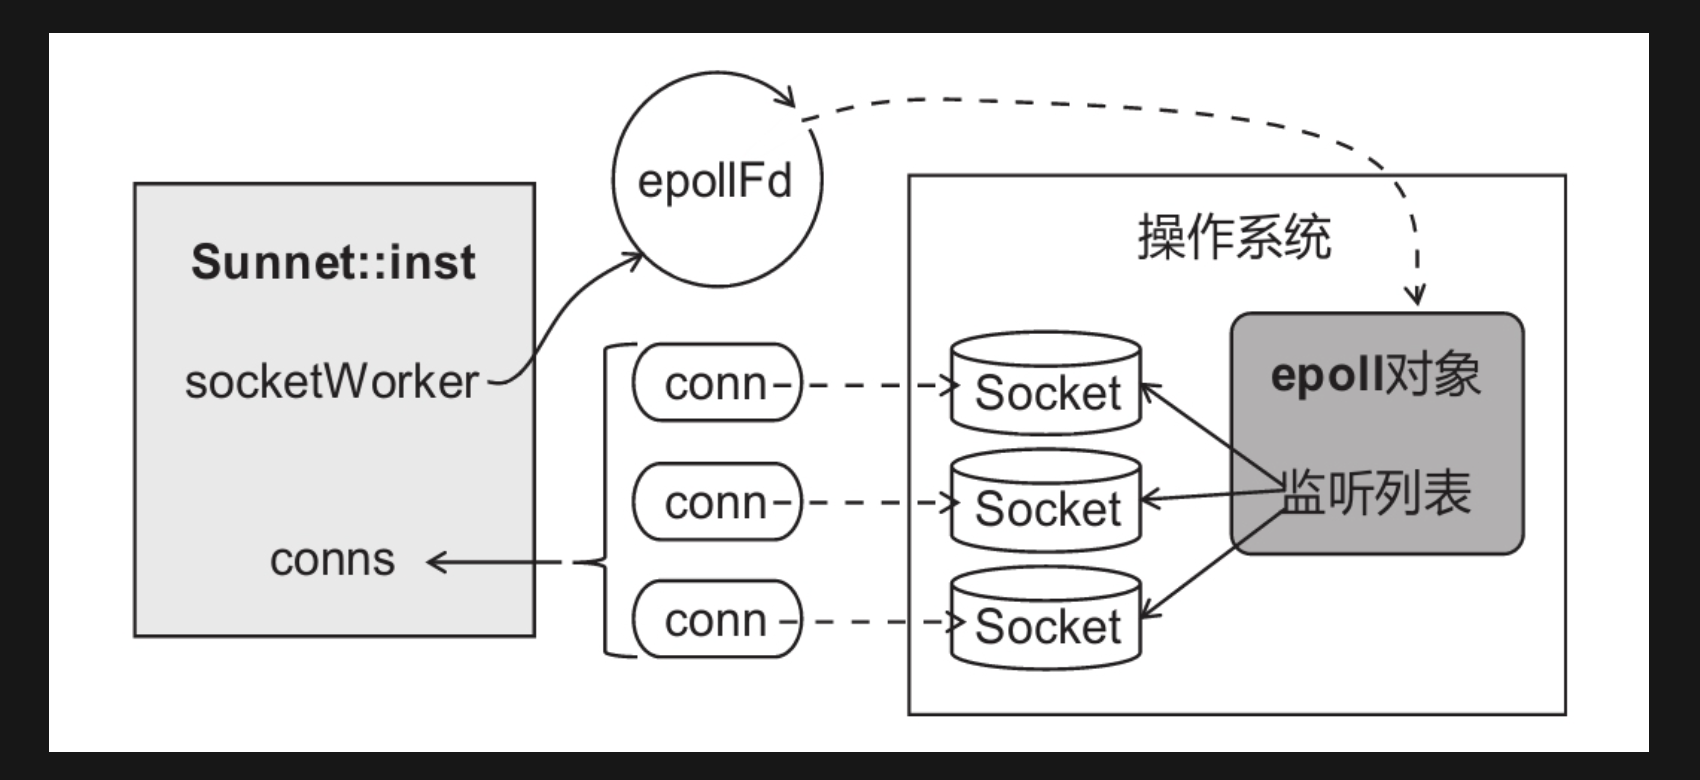 epollFd
Sunnet::inst
socketWorker
conns
conn
conn
conn
操作系统
Socket
Socket
Socket
epoll对象
监听列表